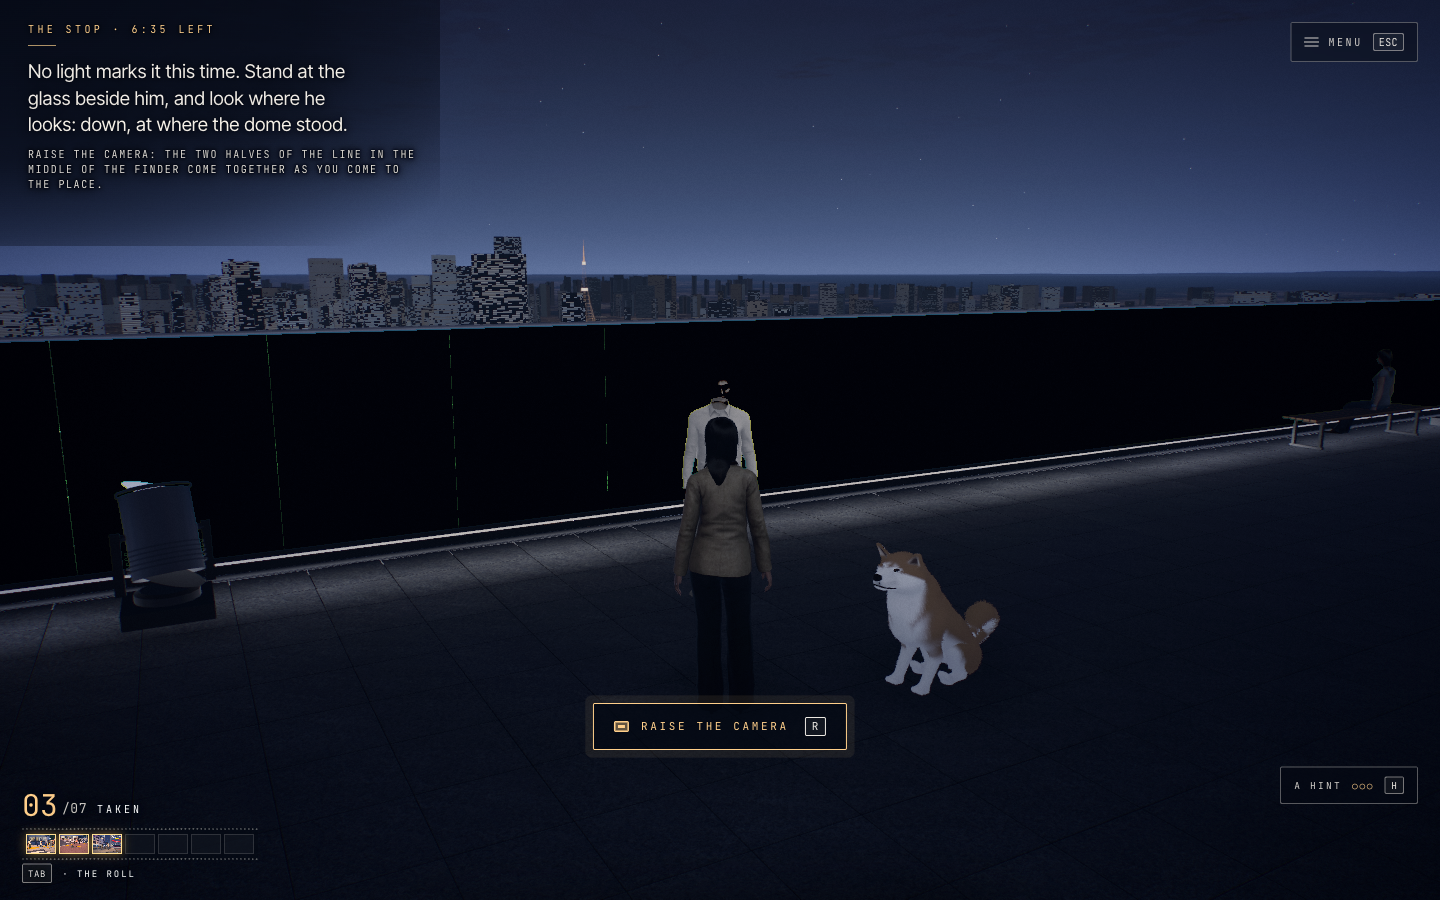 THE STOP · 6:35 LEFT
No light marks it this time. Stand at the
glass beside him, and look where he
looks: down, at where the dome stood.
RAISE THE CAMERA: THE TWO HALVES OF THE LINE IN THE
MIDDLE OF THE FINDER COME TOGETHER AS YOU COME TO
THE PLACE.
MENU ESC
RAISE THE CAMERA R
A HINT ○○○ H
03 /07 TAKEN
TAB · THE ROLL